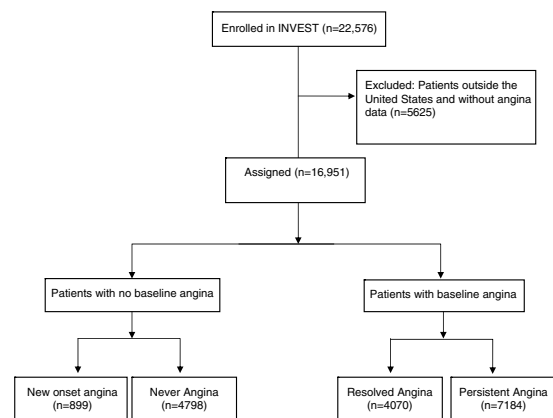 Enrolled in INVEST (n=22,576)
Excluded: Patients outside the
United States and without angina
data (n=5625)
Assigned (n=16,951)
Patients with no baseline angina
Patients with baseline angina
New onset angina
(n=899)
Never Angina
(n=4798)
Resolved Angina
(n=4070)
Persistent Angina
(n=7184)